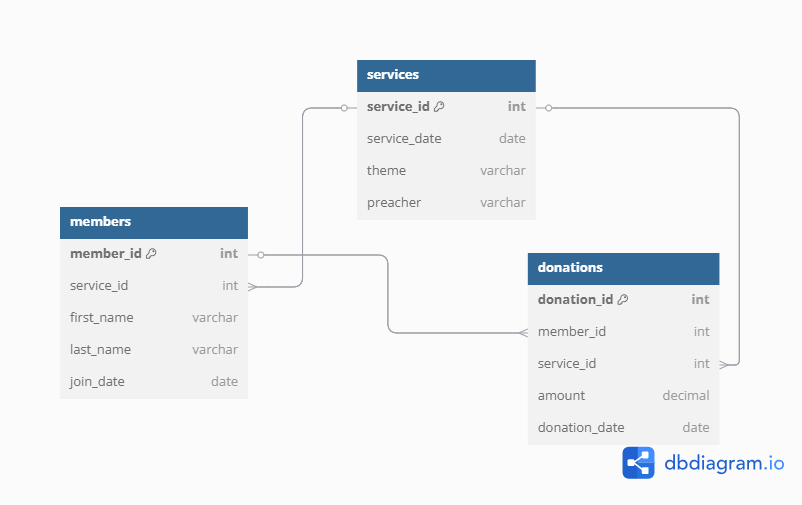 services
service_id int
service_date date
theme varchar
preacher varchar
members
member_id int
service_id int
first_name varchar
last_name varchar
join_date date
donations
donation_id int
member_id int
service_id int
amount decimal
donation_date date
dbdiagram.io